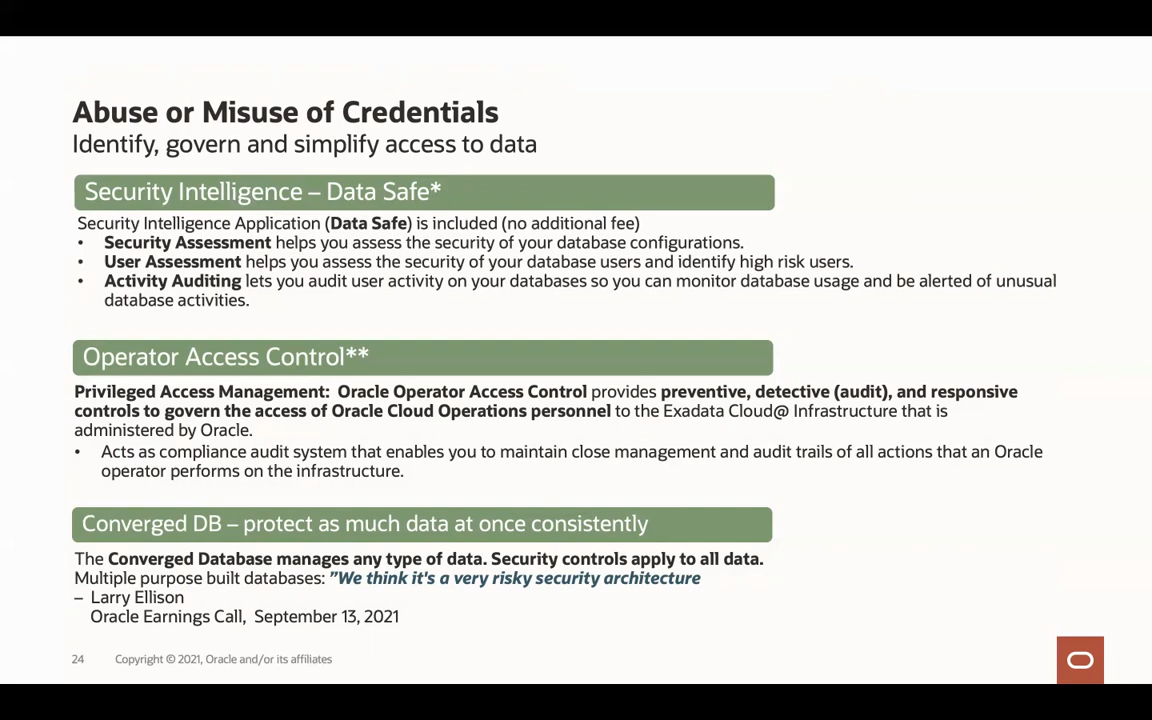 Abuse or Misuse of Credentials
Identify, govern and simplify access to data
Security Intelligence – Data Safe*
Security Intelligence Application (Data Safe) is included (no additional fee)
• Security Assessment helps you assess the security of your database configurations.
• User Assessment helps you assess the security of your database users and identify high risk users.
• Activity Auditing lets you audit user activity on your databases so you can monitor database usage and be alerted of unusual
database activities.
Operator Access Control**
Privileged Access Management: Oracle Operator Access Control provides preventive, detective (audit), and responsive
controls to govern the access of Oracle Cloud Operations personnel to the Exadata Cloud@ Infrastructure that is
administered by Oracle.
• Acts as compliance audit system that enables you to maintain close management and audit trails of all actions that an Oracle
operator performs on the infrastructure.
Converged DB – protect as much data at once consistently
The Converged Database manages any type of data. Security controls apply to all data.
Multiple purpose built databases: ”We think it's a very risky security architecture
– Larry Ellison
Oracle Earnings Call, September 13, 2021
24 Copyright © 2021, Oracle and/or its affiliates